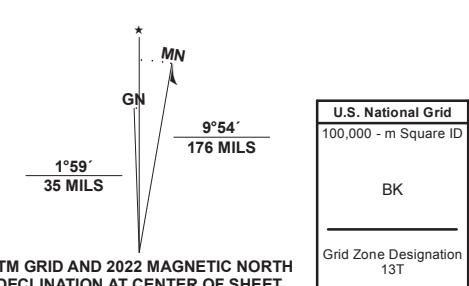 ★
MN
GN
9°54´
176 MILS
1°59´
35 MILS
TM GRID AND 2022 MAGNETIC NORTH
DECLINATION AT CENTER OF SHEET
U.S. National Grid
100,000 - m Square ID
BK
Grid Zone Designation
13T